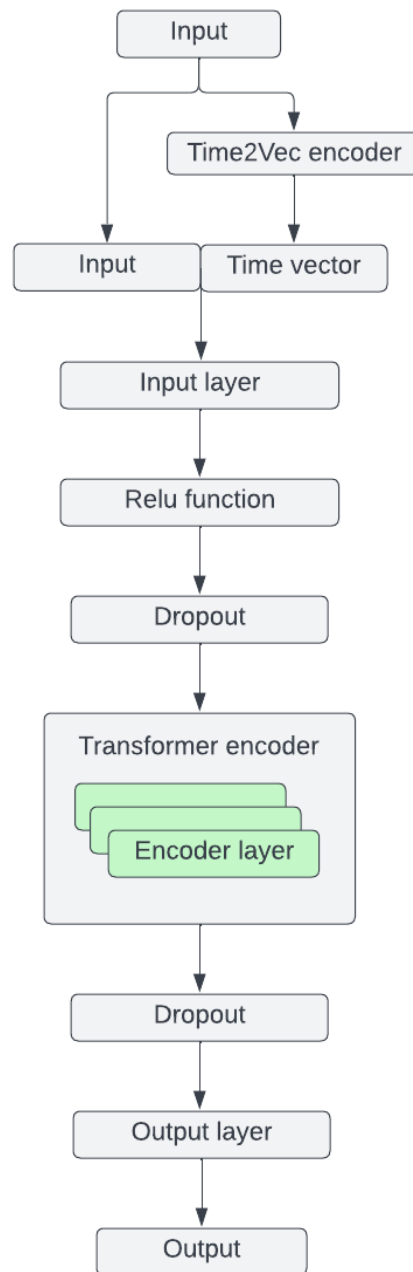 Input
Time2Vec encoder
Input
Time vector
Input layer
Relu function
Dropout
Transformer encoder
Encoder layer
Dropout
Output layer
Output